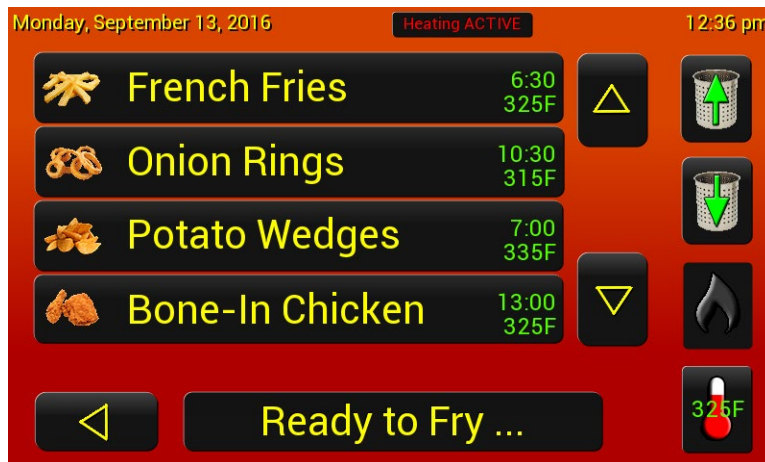 Monday, September 13, 2016 Heating ACTIVE 12:36 pm
French Fries 6:30
325F
Onion Rings 10:30
315F
Potato Wedges 7:00
335F
Bone-In Chicken 13:00
325F
Ready to Fry ...
325F